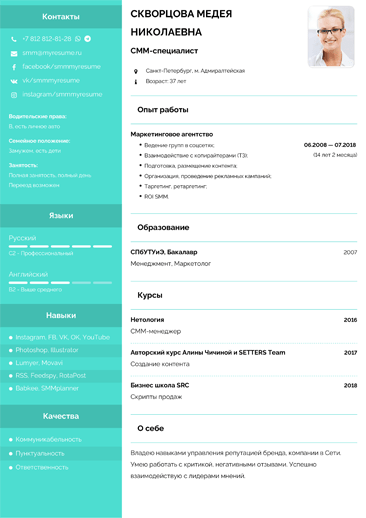 Контакты
+7 812 812-81-28
smm@myresume.ru
facebook/smmmyresume
vk/smmmyresume
instagram/smmmyresume
Водительские права:
B, есть личное авто
Семейное положение:
Замужем, есть дети
Занятость:
Полная занятость, полный день
Переезд возможен
Языки
Русский
C2 - Профессиональный
Английский
B2 - Выше среднего
Навыки
Instagram, FB, VK, OK, YouTube
Photoshop, Illustrator
Lumyer, Movavi
RSS, Feedspy, RotaPost
Babkee, SMMplanner
Качества
Коммуникабельность
Пунктуальность
Ответственность
СКВОРЦОВА МЕДЕЯ
НИКОЛАЕВНА
СММ-специалист
Санкт-Петербург, м. Адмиралтейская
Возраст: 37 лет
Опыт работы
Маркетинговое агентство
06.2008 — 07.2018
(14 лет 2 месяца)
Ведение групп в соцсетях;
Взаимодействие с копирайтерами (ТЗ);
Подготовка, размещение контента;
Организация, проведение рекламных кампаний;
Таргетинг, ретаргетинг;
ROI SMM.
Образование
СПбУТУиЭ, Бакалавр 2007
Менеджмент, Маркетолог
Курсы
Нетология 2016
СММ-менеджер
Авторский курс Алины Чичиной и SETTERS Team 2017
Создание контента
Бизнес школа SRC 2018
Скрипты продаж
О себе
Владею навыками управления репутацией бренда, компании в Сети.
Умею работать с критикой, негативными отзывами. Успешно
взаимодействую с лидерами мнений.